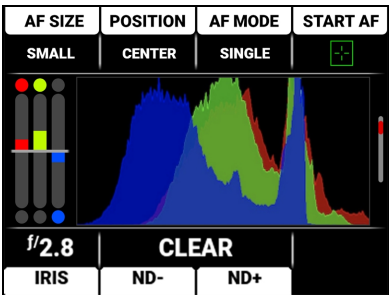 AF SIZE POSITION AF MODE START AF
SMALL CENTER SINGLE
f/2.8 CLEAR
IRIS ND- ND+